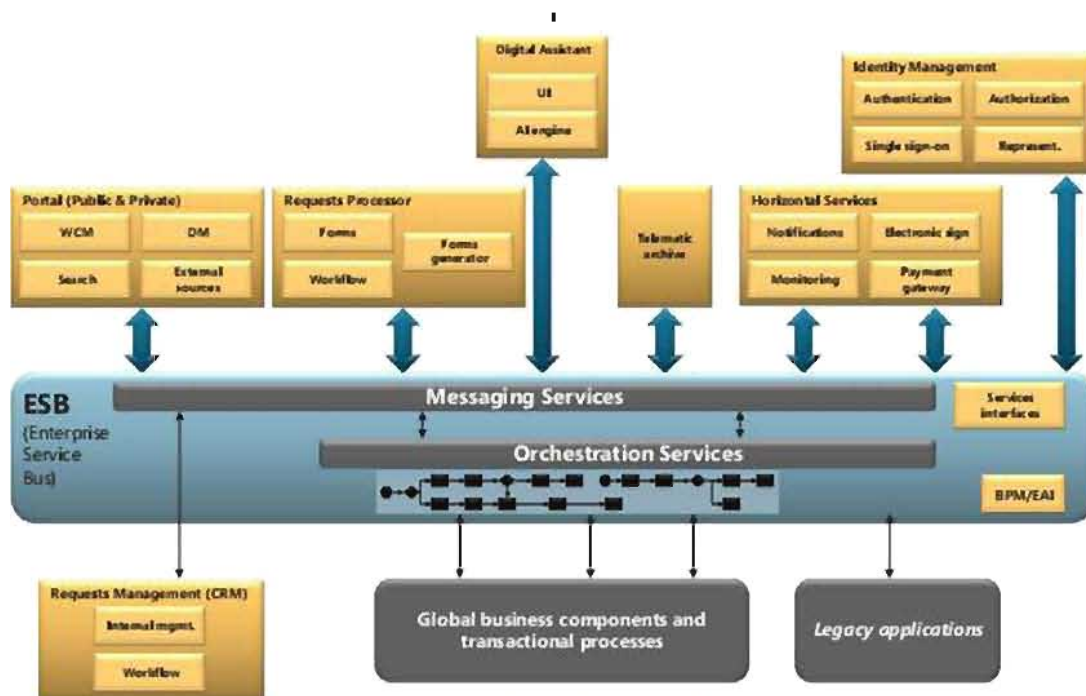 Digital Assistant
UI
AI engine
Identity Management
Authentication
Authorization
Single sign-on
Represent.
Portal (Public & Private)
WCM
DM
Search
External
sources
Requests Processor
Forms
Forms
generator
Workflow
Telematic
archive
Horizontal Services
Notifications
Electronic sign
Monitoring
Payment
gateway
ESB
(Enterprise
Service
Bus)
Messaging Services
Services
interfaces
Orchestration Services
BPM/EAI
Requests Management (CRM)
Internal mgmt.
Workflow
Global business components and
transactional processes
Legacy applications